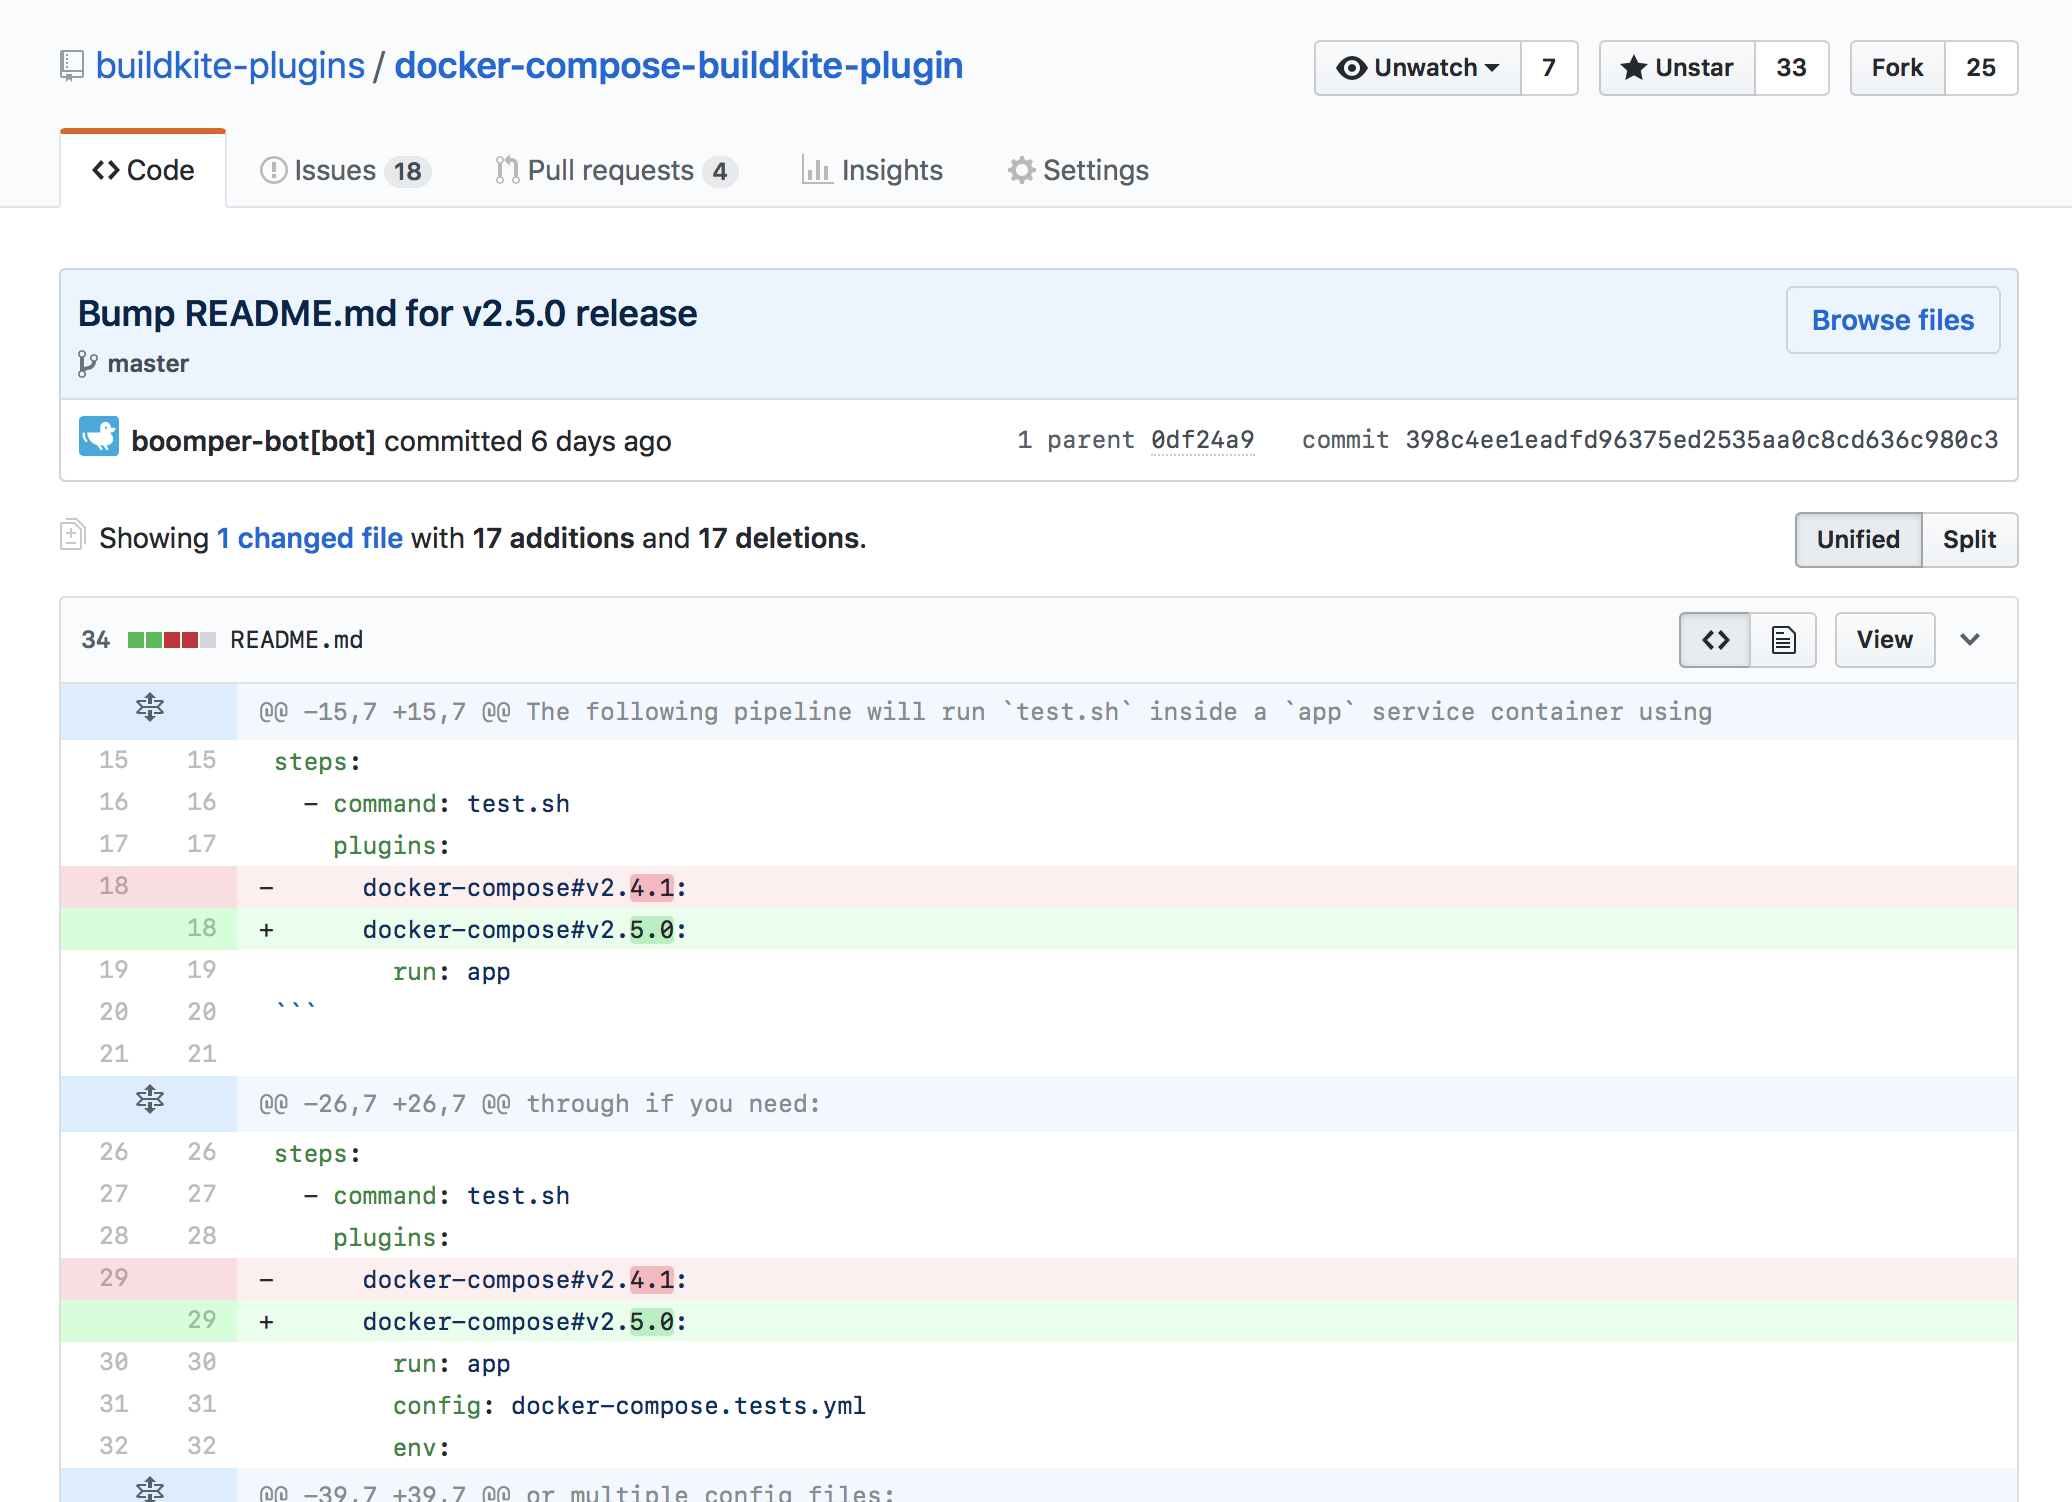 buildkite-plugins / docker-compose-buildkite-plugin
Unwatch 7 Unstar 33 Fork 25
Code Issues 18 Pull requests 4 Insights Settings
Bump README.md for v2.5.0 release
Browse files
master
boomper-bot[bot] committed 6 days ago 1 parent 0df24a9 commit 398c4ee1eadfd96375ed2535aa0c8cd636c980c3
Showing 1 changed file with 17 additions and 17 deletions.
Unified Split
34 README.md View
@@ -15,7 +15,7 @@ The following pipeline will run `test.sh` inside a `app` service container using
15 15 steps:
16 16 - command: test.sh
17 17 plugins:
18 - docker-compose#v2.4.1:
18 + docker-compose#v2.5.0:
19 19 run: app
20 20 ```
21 21
@@ -26,7 +26,7 @@ through if you need:
26 26 steps:
27 27 - command: test.sh
28 28 plugins:
29 - docker-compose#v2.4.1:
29 + docker-compose#v2.5.0:
30 30 run: app
31 31 config: docker-compose.tests.yml
32 32 env:
@@ -39,7 +39,7 @@ or multiple config files: